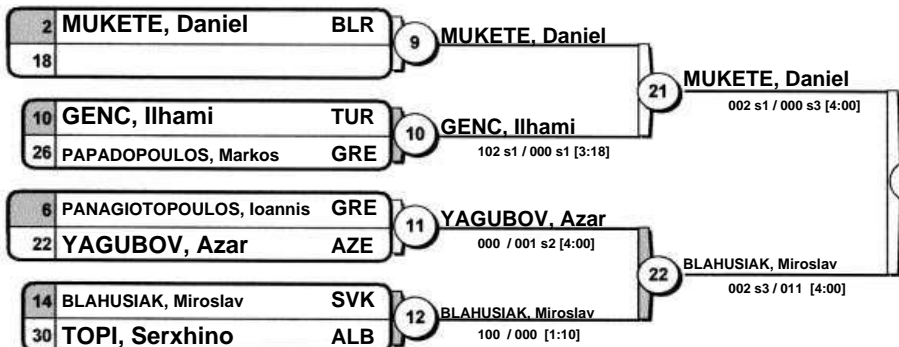 2 MUKETE, Daniel BLR
18
9 MUKETE, Daniel
10 GENC, Ilhami TUR
26 PAPADOPOULOS, Markos GRE
10 GENC, Ilhami
102 s1 / 000 s1 [3:18]
21 MUKETE, Daniel
002 s1 / 000 s3 [4:00]
6 PANAGIOTOPOULOS, Ioannis GRE
22 YAGUBOV, Azar AZE
11 YAGUBOV, Azar
000 / 001 s2 [4:00]
14 BLAHUSIAK, Miroslav SVK
30 TOPI, Serxhino ALB
12 BLAHUSIAK, Miroslav
100 / 000 [1:10]
22 BLAHUSIAK, Miroslav
002 s3 / 011 [4:00]